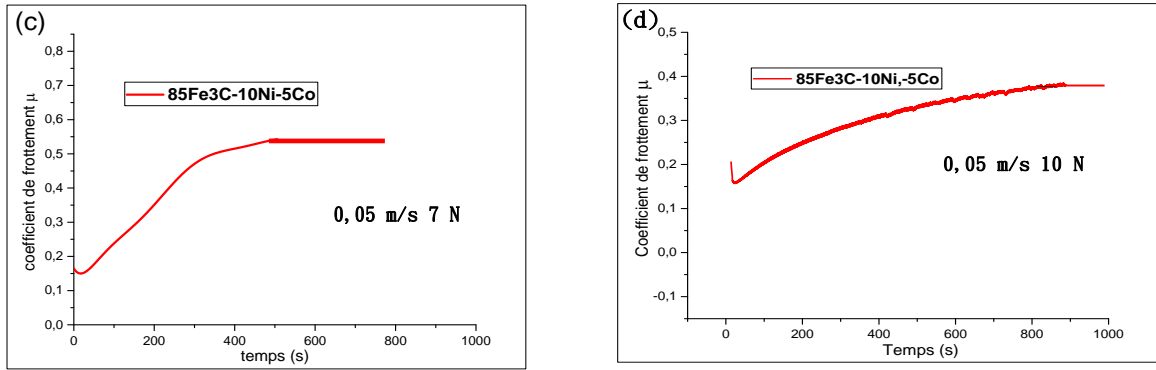 (c)
0,8
0,7
0,6
0,5
0,4
0,3
0,2
0,1
0,0
coefficient de frottement μ
85Fe3C-10Ni-5Co
0,05 m/s 7 N
0 200 400 600 800 1000
temps (s)
(d)
0,5
0,4
0,3
0,2
0,1
0,0
-0,1
Coefficient de frottement μ
85Fe3C-10Ni,-5Co
0,05 m/s 10 N
0 200 400 600 800 1000
Temps (s)